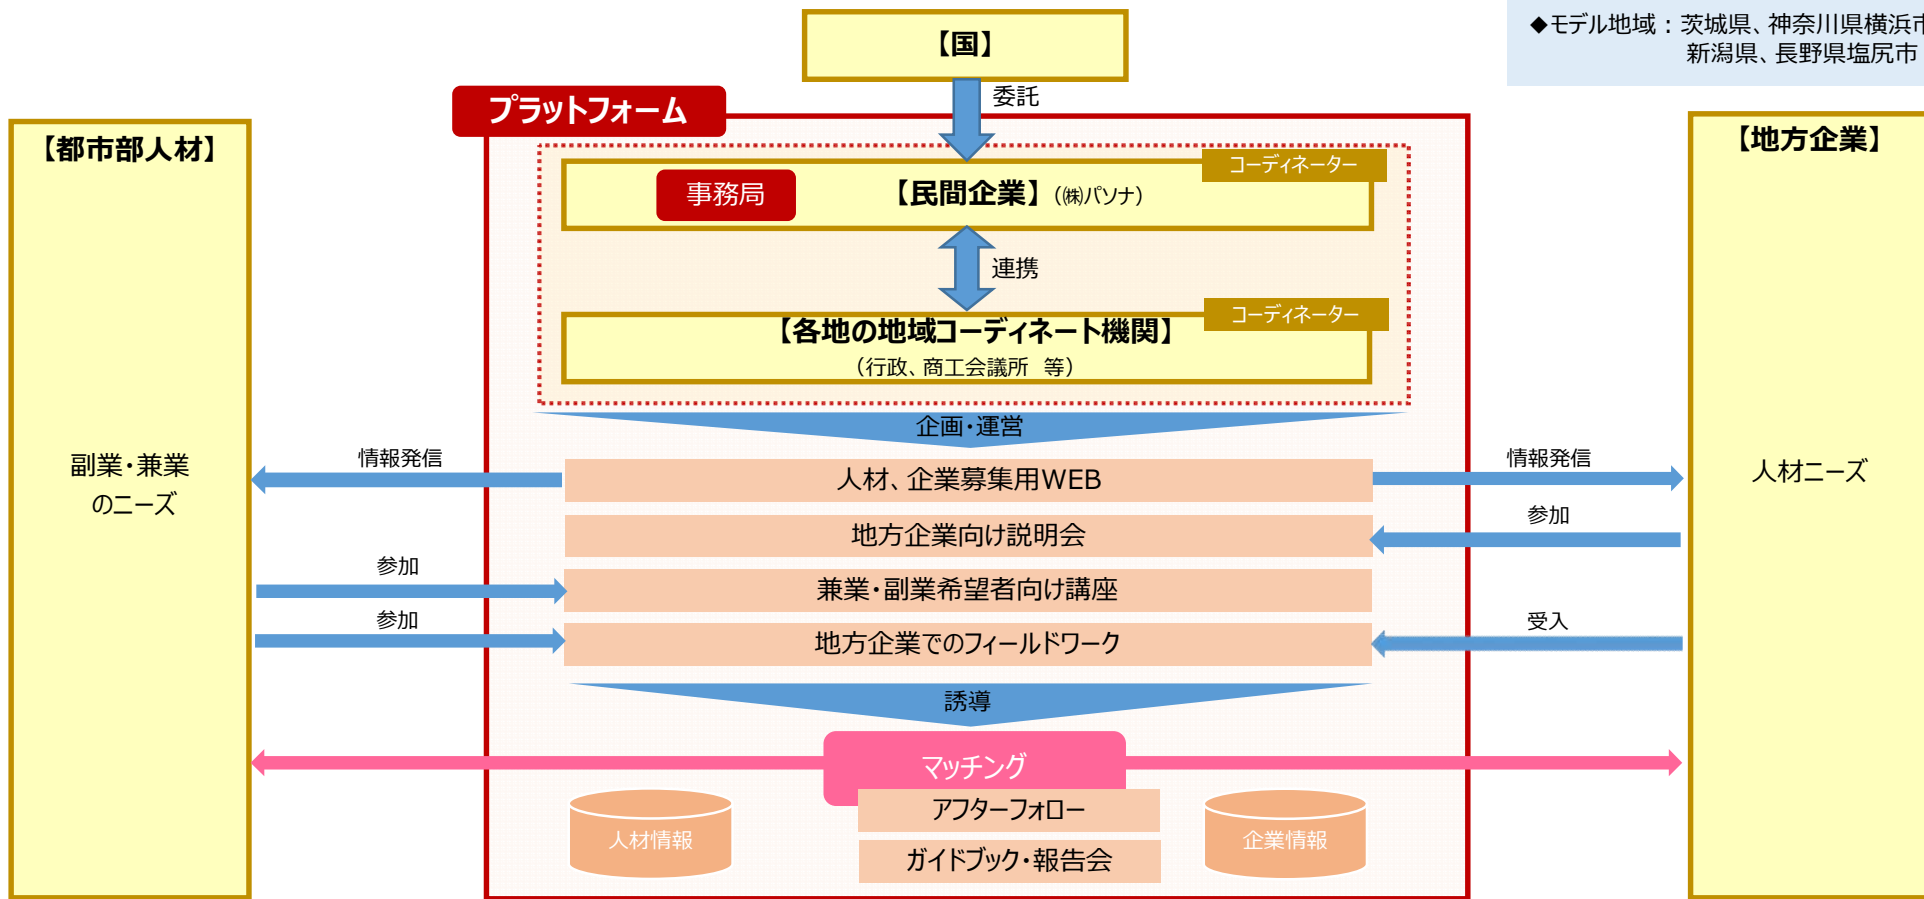 ◆モデル地域：茨城県、神奈川県横浜市
新潟県、長野県塩尻市
【国】
委託
プラットフォーム
【都市部人材】
副業・兼業
のニーズ
【地方企業】
人材ニーズ
コーディネーター
事務局
【民間企業】（㈱パソナ）
連携
コーディネーター
【各地の地域コーディネート機関】
（行政、商工会議所　等）
企画・運営
情報発信
人材、企業募集用WEB
情報発信
地方企業向け説明会
参加
参加
兼業・副業希望者向け講座
参加
地方企業でのフィールドワーク
受入
誘導
マッチング
アフターフォロー
人材情報
企業情報
ガイドブック・報告会